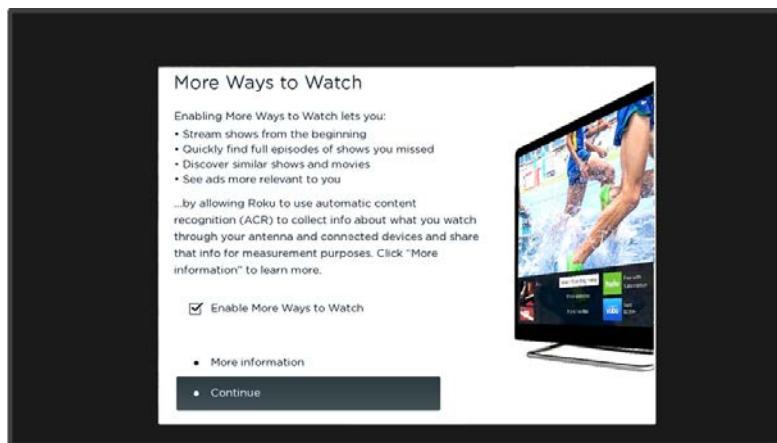 More Ways to Watch
Enabling More Ways to Watch lets you:
• Stream shows from the beginning
• Quickly find full episodes of shows you missed
• Discover similar shows and movies
• See ads more relevant to you
...by allowing Roku to use automatic content
recognition (ACR) to collect info about what you watch
through your antenna and connected devices and share
that info for measurement purposes. Click "More
information" to learn more.
Enable More Ways to Watch
• More information
• Continue
hulu
vudu